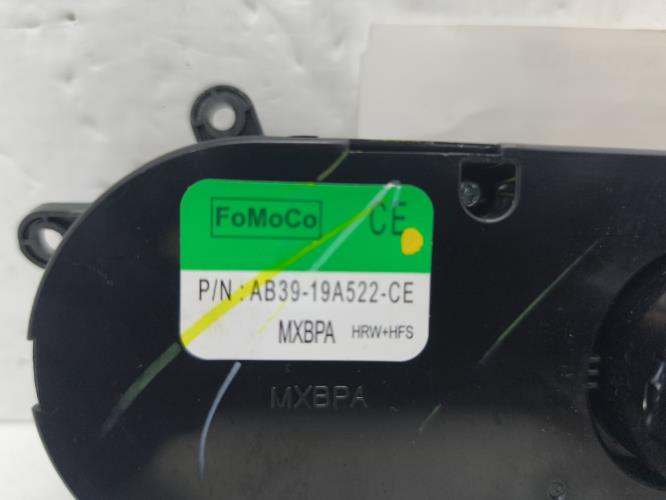 FoMoCo CE
P/N : AB39-19A522-CE
MXBPA HRW+HFS
MXBPA